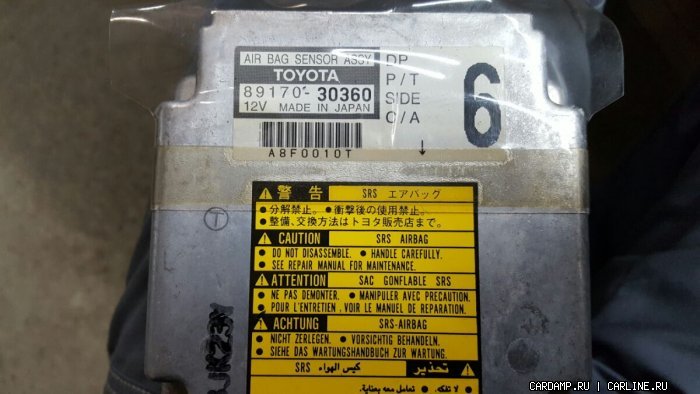 AIR BAG SENSOR ASSY
TOYOTA
89170-30360
12V MADE IN JAPAN
DP
P/T
SIDE
C/A
6
A8F0010T
↓
T
警告 SRS エアバッグ
● 分解禁止。 ● 衝撃後の使用禁止。
● 整備、交換方法はトヨタ販売店まで。
CAUTION SRS AIRBAG
● DO NOT DISASSEMBLE. ● HANDLE CAREFULLY.
● SEE REPAIR MANUAL FOR MAINTENANCE.
ATTENTION SAC GONFLABLE SRS
● NE PAS DEMONTER. ● MANIPULER AVEC PRECAUTION.
● POUR L'ENTRETIEN, VOIR LE MANUEL DE REPARATION.
ACHTUNG SRS-AIRBAG
● NICHT ZERLEGEN. ● VORSICHTIG BEHANDELN.
● SIEHE DAS WARTUNGSHANDBUCH ZUR WARTUNG.
تحذير كيس الهواء SRS
● لا تفكه. ● تعامل معه بعناية.
CARDAMP.RU | CARLINE.RU